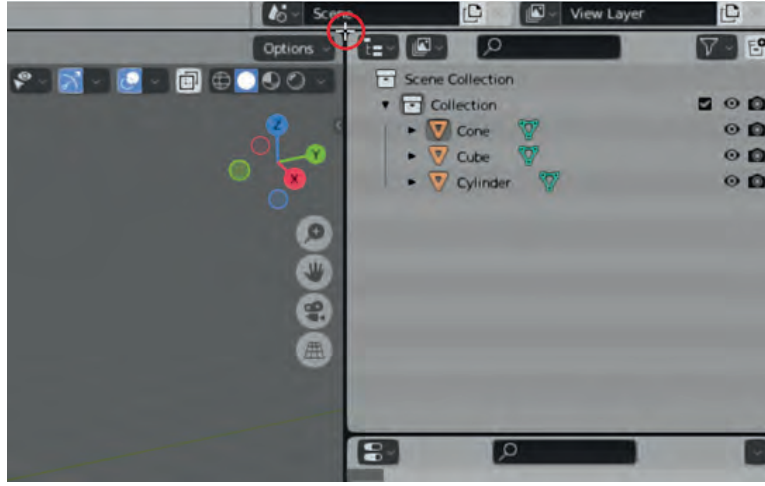 Scene
View Layer
Options
Scene Collection
Collection
Cone
Cube
Cylinder
Z
Y
X